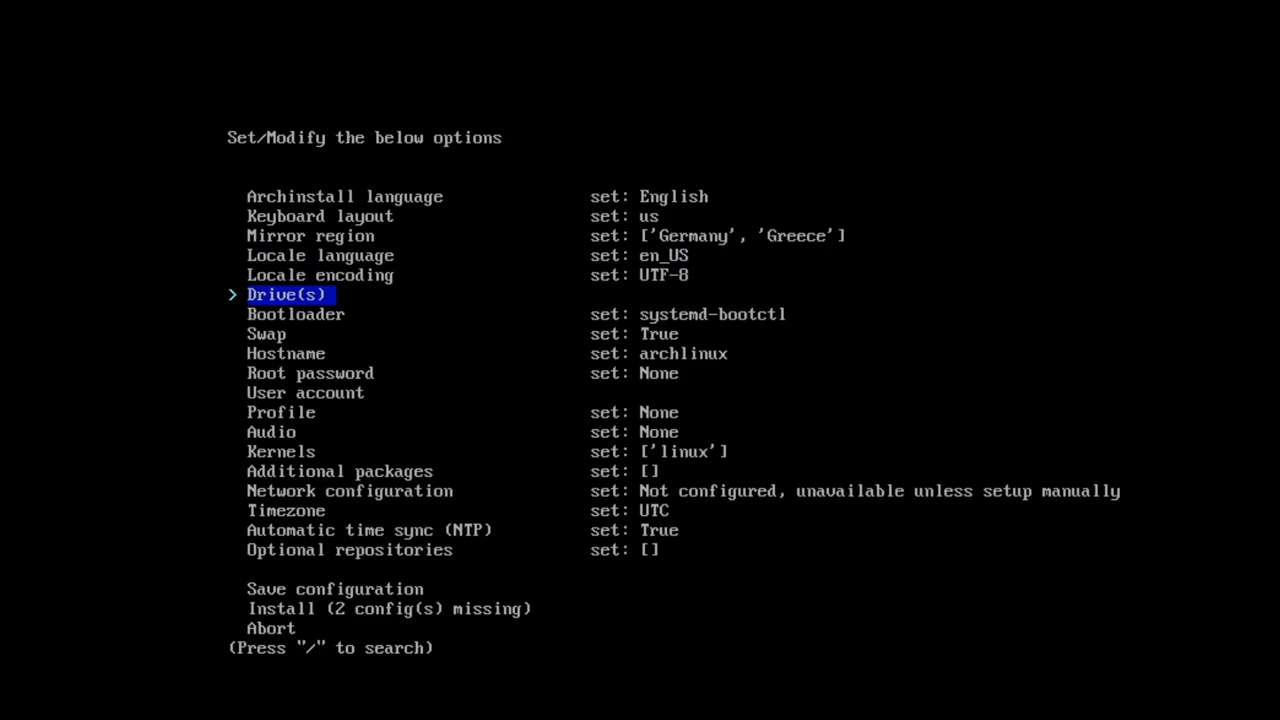 Set/Modify the below options
Archinstall language set: English
Keyboard layout set: us
Mirror region set: ['Germany', 'Greece']
Locale language set: en_US
Locale encoding set: UTF-8
> Drive(s)
Bootloader set: systemd-bootctl
Swap set: True
Hostname set: archlinux
Root password set: None
User account
Profile set: None
Audio set: None
Kernels set: ['linux']
Additional packages set: []
Network configuration set: Not configured, unavailable unless setup manually
Timezone set: UTC
Automatic time sync (NTP) set: True
Optional repositories set: []
Save configuration
Install (2 config(s) missing)
Abort
(Press "/" to search)